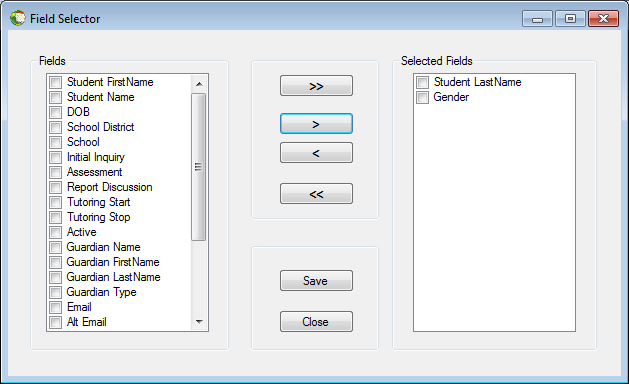 Field Selector
Fields
Student FirstName
Student Name
DOB
School District
School
Initial Inquiry
Assessment
Report Discussion
Tutoring Start
Tutoring Stop
Active
Guardian Name
Guardian FirstName
Guardian LastName
Guardian Type
Email
Alt Email
>>
>
<
<<
Save
Close
Selected Fields
Student LastName
Gender